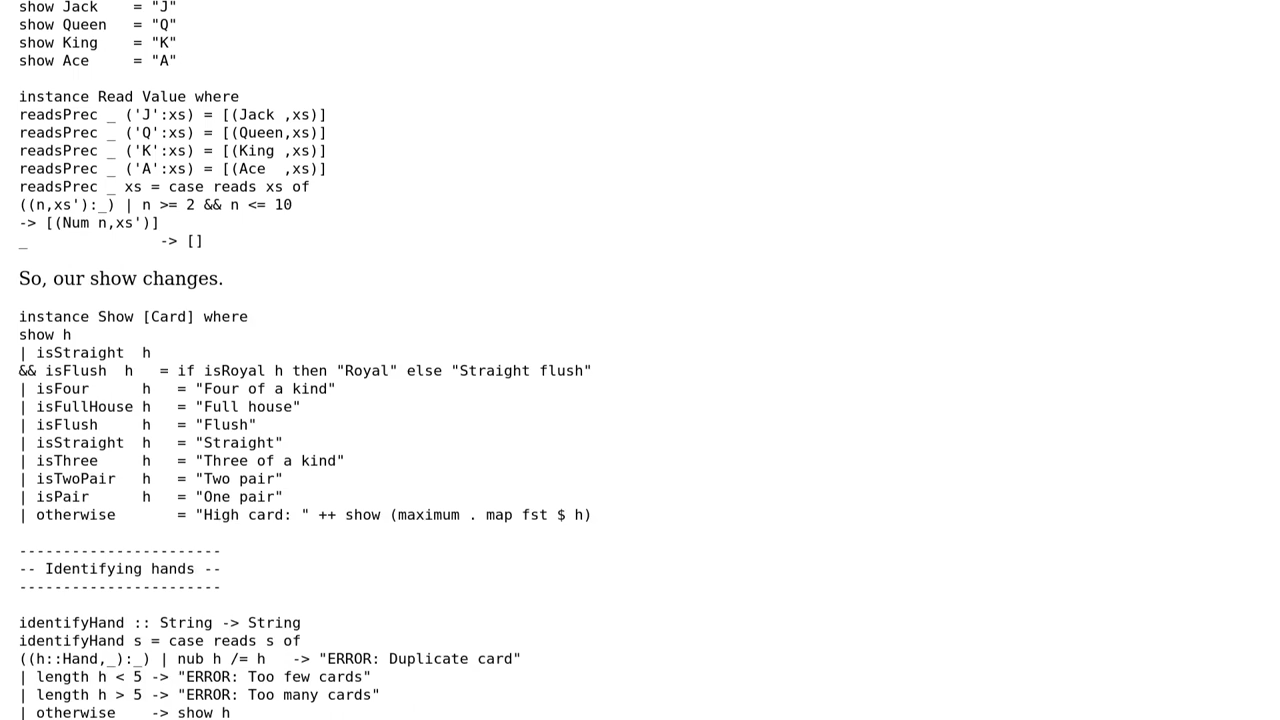 show Jack    = "J"
show Queen   = "Q"
show King    = "K"
show Ace     = "A"

instance Read Value where
readsPrec _ ('J':xs) = [(Jack ,xs)]
readsPrec _ ('Q':xs) = [(Queen,xs)]
readsPrec _ ('K':xs) = [(King ,xs)]
readsPrec _ ('A':xs) = [(Ace  ,xs)]
readsPrec _ xs = case reads xs of
((n,xs'):_) | n >= 2 && n <= 10
-> [(Num n,xs')]
_               -> []

So, our show changes.

instance Show [Card] where
show h
| isStraight  h
&& isFlush  h   = if isRoyal h then "Royal" else "Straight flush"
| isFour      h   = "Four of a kind"
| isFullHouse h   = "Full house"
| isFlush     h   = "Flush"
| isStraight  h   = "Straight"
| isThree     h   = "Three of a kind"
| isTwoPair   h   = "Two pair"
| isPair      h   = "One pair"
| otherwise       = "High card: " ++ show (maximum . map fst $ h)

-----------------------
-- Identifying hands --
-----------------------

identifyHand :: String -> String
identifyHand s = case reads s of
((h::Hand,_):_) | nub h /= h   -> "ERROR: Duplicate card"
| length h < 5 -> "ERROR: Too few cards"
| length h > 5 -> "ERROR: Too many cards"
| otherwise    -> show h